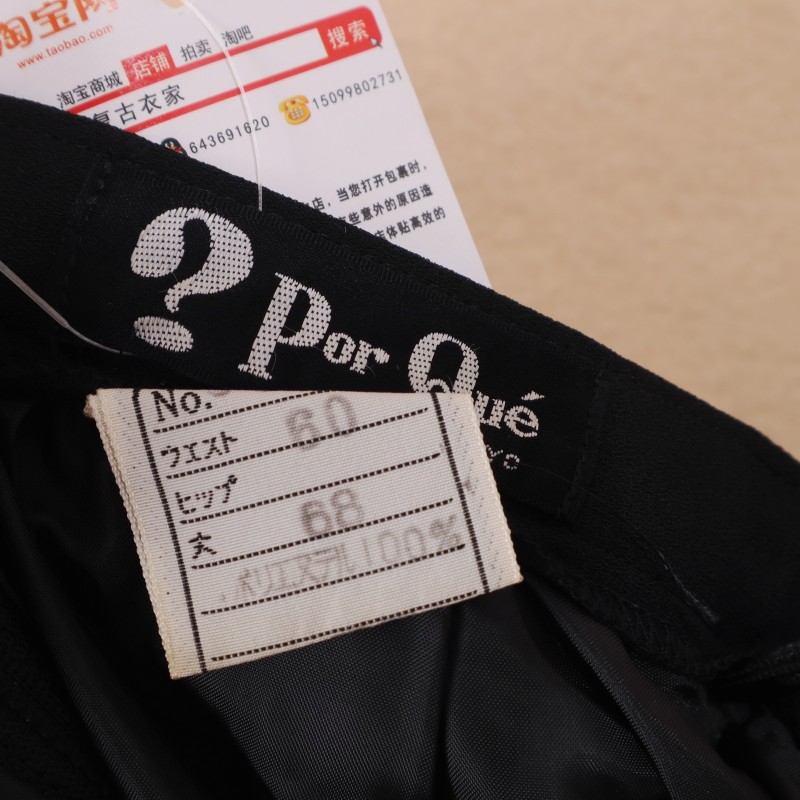 淘宝网
www.taobao.com
淘宝商城 店铺 拍卖 淘吧
搜索
复古衣家
643691620 15099802731
店，当您打开包裹时，
些意外的原因造
体贴高效的
? Por Qué
No.
ウエスト 60
ヒップ
丈 68
ポリエステル100%